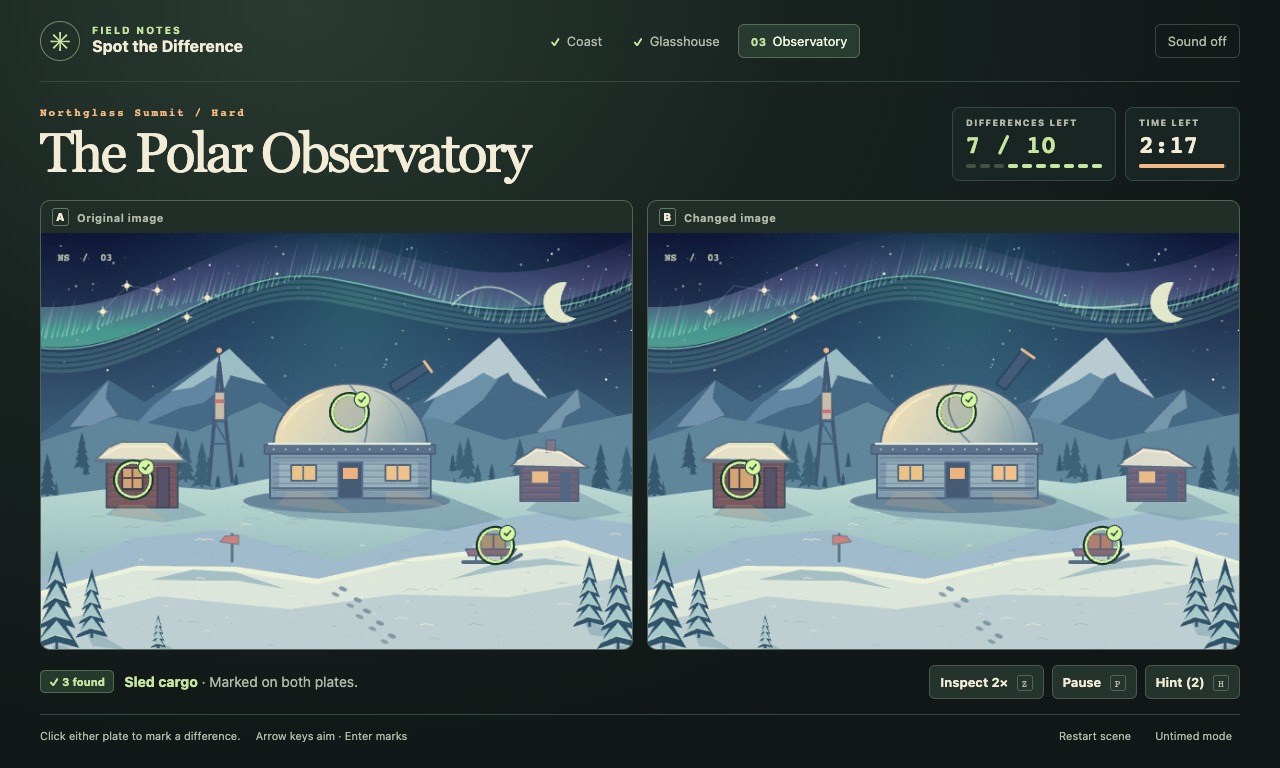 FIELD NOTES
Spot the Difference
Coast
Glasshouse
03 Observatory
Sound off
Northglass Summit / Hard
The Polar Observatory
DIFFERENCES LEFT
7 / 10
TIME LEFT
2:17
A Original image
B Changed image
NS / 03
NS / 03
3 found
Sled cargo · Marked on both plates.
Inspect 2× Z
Pause P
Hint (2) H
Click either plate to mark a difference.
Arrow keys aim · Enter marks
Restart scene
Untimed mode